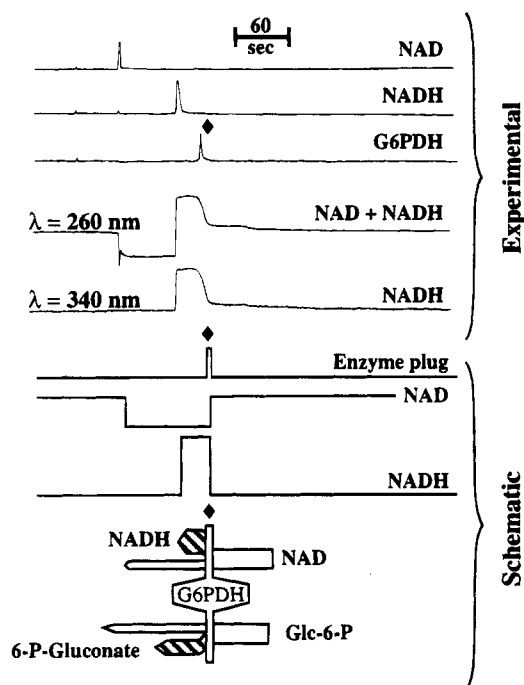 60
sec
NAD
NADH
G6PDH
λ = 260 nm
NAD + NADH
λ = 340 nm
NADH
Experimental
Enzyme plug
NAD
NADH
NADH
NAD
G6PDH
Glc-6-P
6-P-Gluconate
Schematic